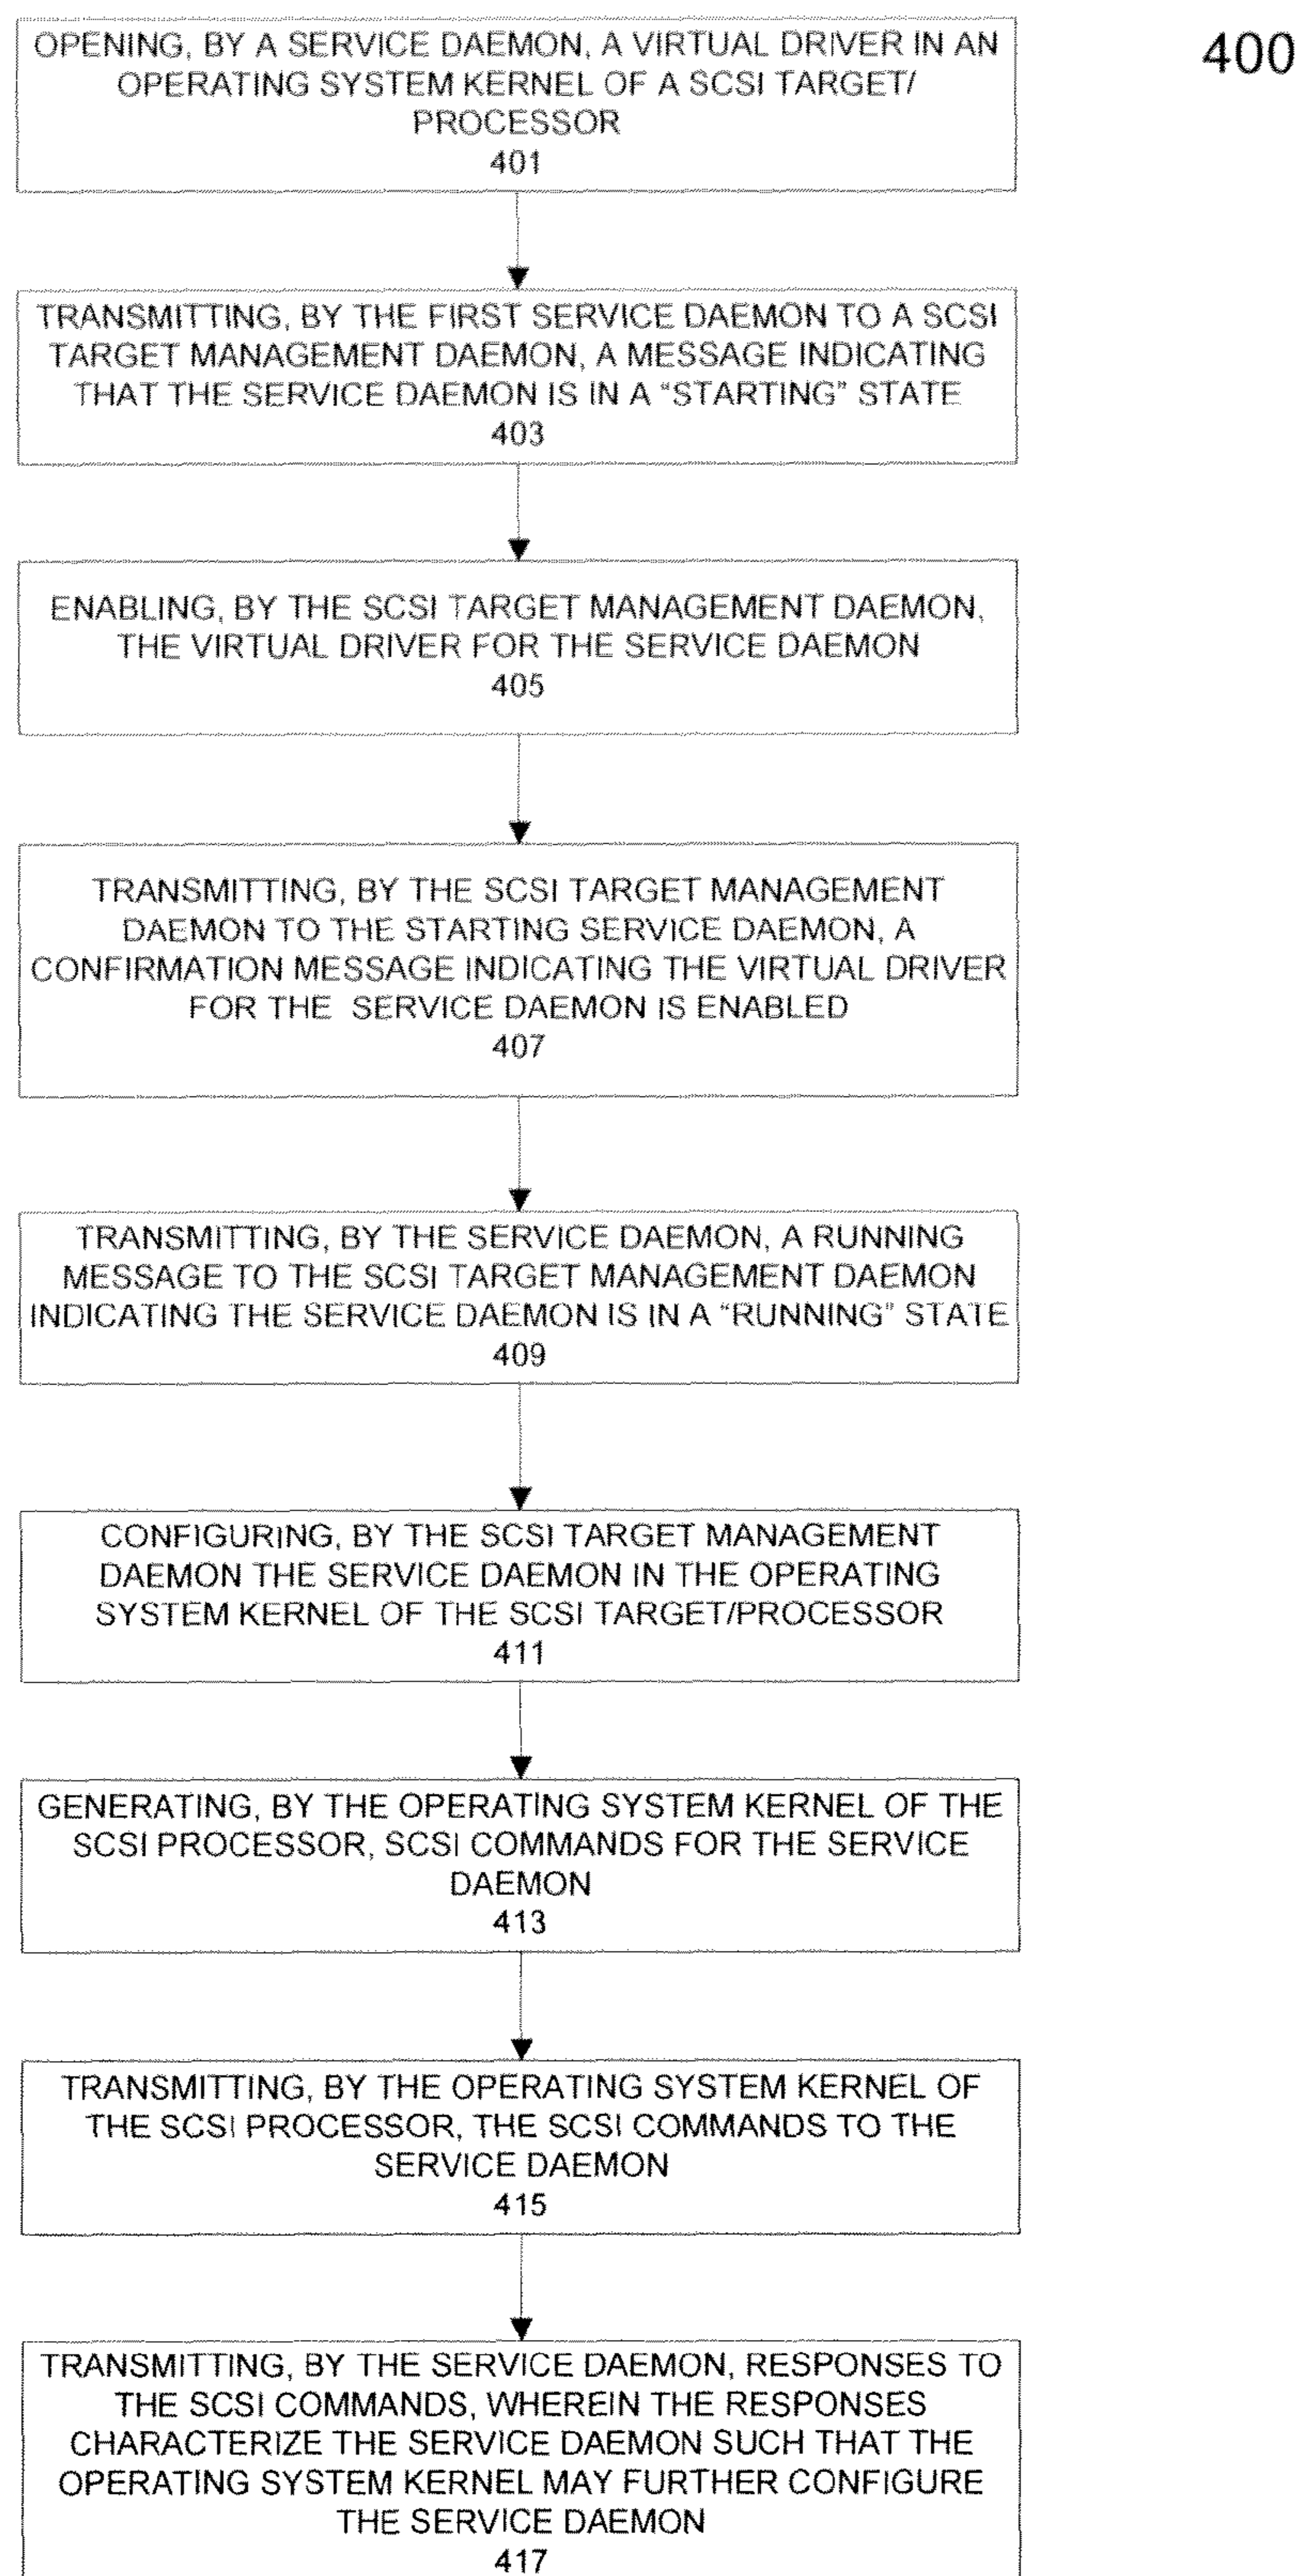 400
OPENING, BY A SERVICE DAEMON, A VIRTUAL DRIVER IN AN
OPERATING SYSTEM KERNEL OF A SCSI TARGET/
PROCESSOR
401
TRANSMITTING, BY THE FIRST SERVICE DAEMON TO A SCSI
TARGET MANAGEMENT DAEMON, A MESSAGE INDICATING
THAT THE SERVICE DAEMON IS IN A “STARTING” STATE
403
ENABLING, BY THE SCSI TARGET MANAGEMENT DAEMON,
THE VIRTUAL DRIVER FOR THE SERVICE DAEMON
405
TRANSMITTING, BY THE SCSI TARGET MANAGEMENT
DAEMON TO THE STARTING SERVICE DAEMON, A
CONFIRMATION MESSAGE INDICATING THE VIRTUAL DRIVER
FOR THE SERVICE DAEMON IS ENABLED
407
TRANSMITTING, BY THE SERVICE DAEMON, A RUNNING
MESSAGE TO THE SCSI TARGET MANAGEMENT DAEMON
INDICATING THE SERVICE DAEMON IS IN A “RUNNING” STATE
409
CONFIGURING, BY THE SCSI TARGET MANAGEMENT
DAEMON THE SERVICE DAEMON IN THE OPERATING
SYSTEM KERNEL OF THE SCSI TARGET/PROCESSOR
411
GENERATING, BY THE OPERATING SYSTEM KERNEL OF THE
SCSI PROCESSOR, SCSI COMMANDS FOR THE SERVICE
DAEMON
413
TRANSMITTING, BY THE OPERATING SYSTEM KERNEL OF
THE SCSI PROCESSOR, THE SCSI COMMANDS TO THE
SERVICE DAEMON
415
TRANSMITTING, BY THE SERVICE DAEMON, RESPONSES TO
THE SCSI COMMANDS, WHEREIN THE RESPONSES
CHARACTERIZE THE SERVICE DAEMON SUCH THAT THE
OPERATING SYSTEM KERNEL MAY FURTHER CONFIGURE
THE SERVICE DAEMON
417